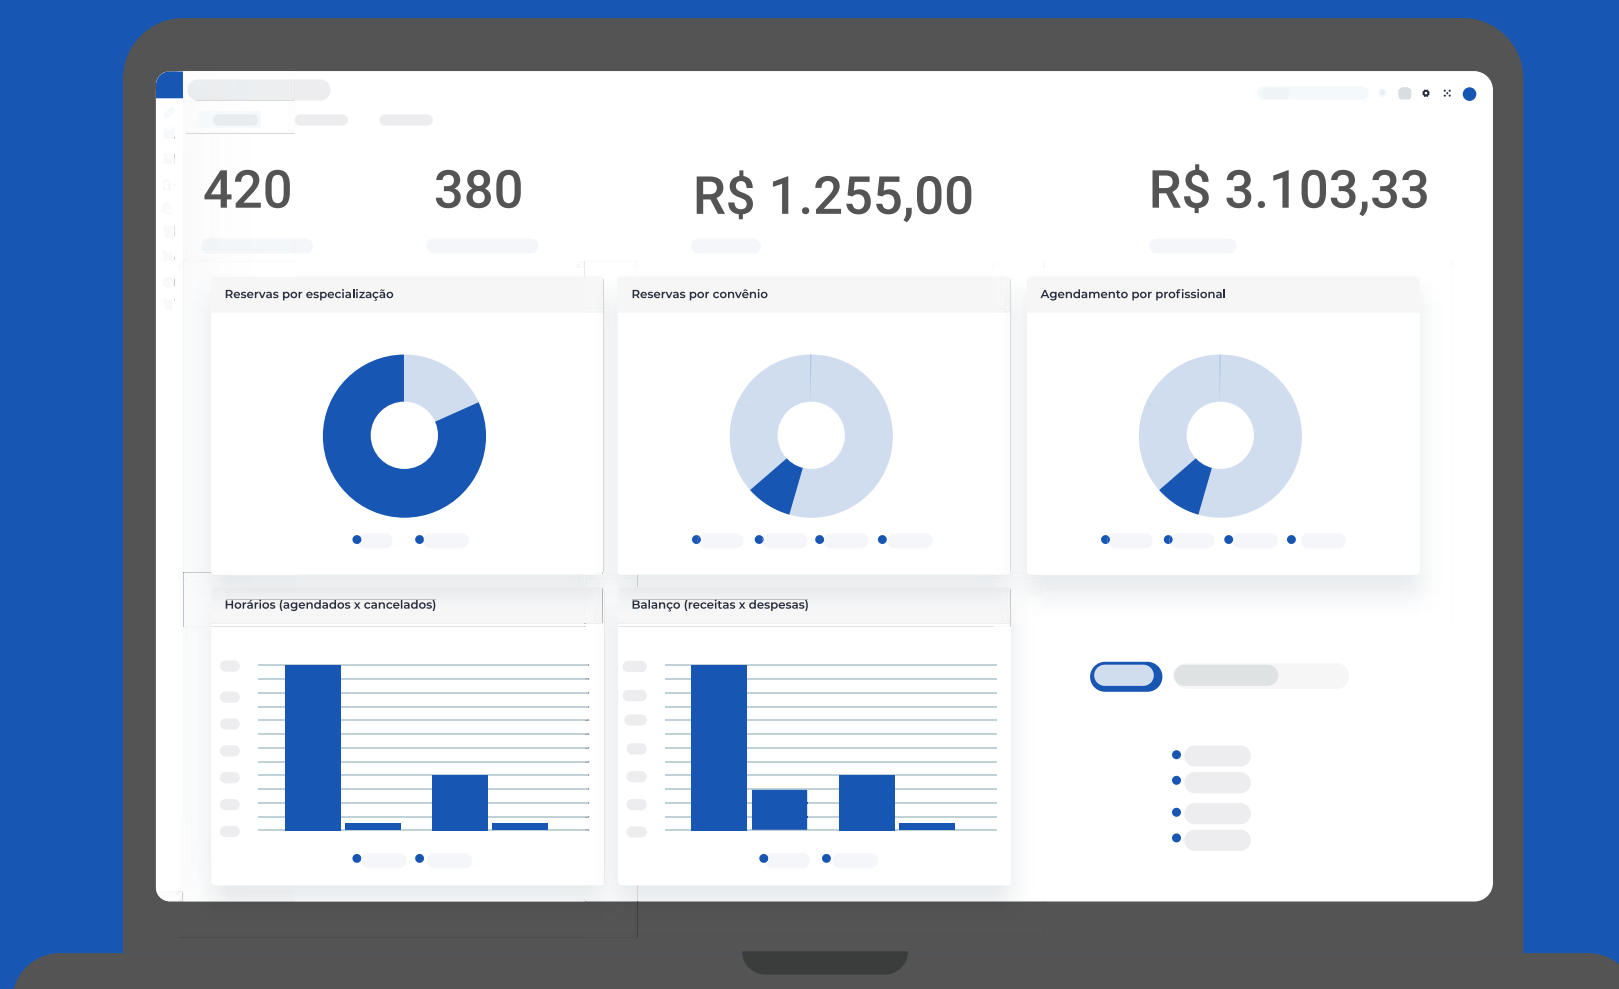 420
380
R$ 1.255,00
R$ 3.103,33
Reservas por especialização
Reservas por convênio
Agendamento por profissional
Horários (agendados x cancelados)
Balanço (receitas x despesas)